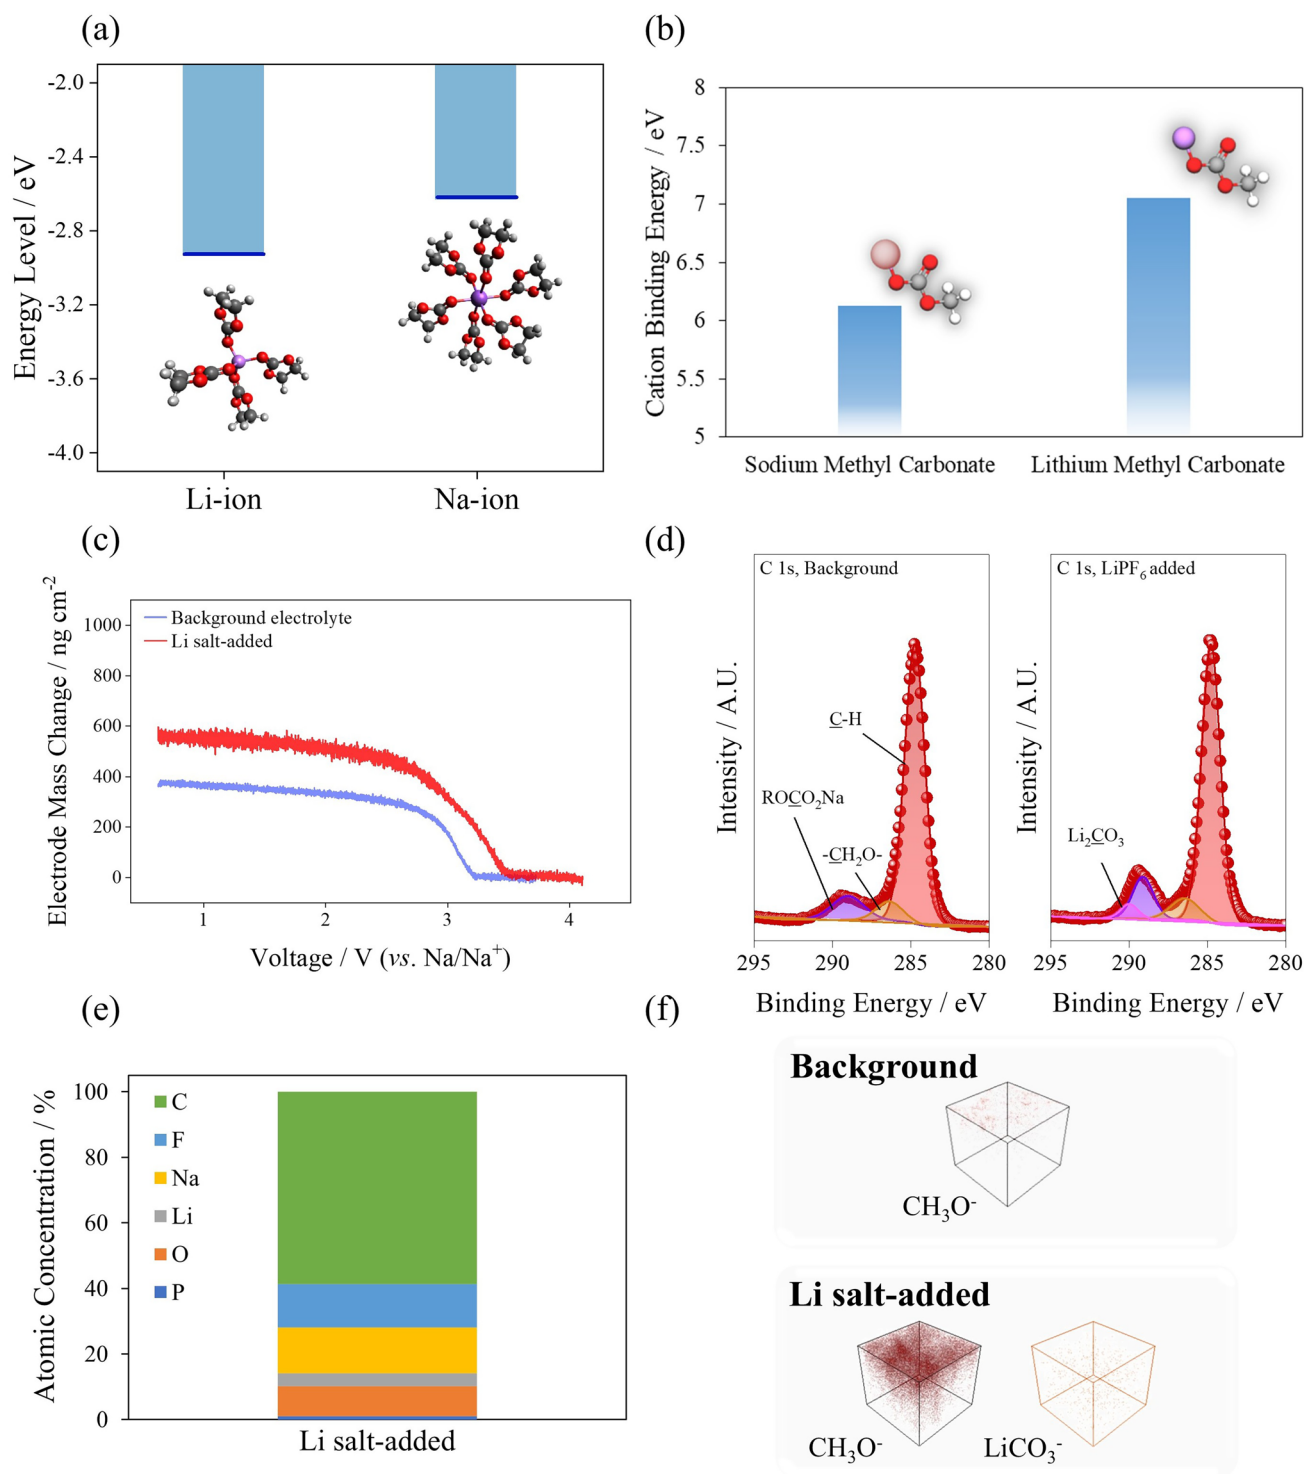 (a)
Energy Level / eV
-2.0
-2.4
-2.8
-3.2
-3.6
-4.0
Li-ion
Na-ion
(b)
Cation Binding Energy / eV
8
7.5
7
6.5
6
5.5
5
Sodium Methyl Carbonate
Lithium Methyl Carbonate
(c)
Electrode Mass Change / ng cm⁻²
1000
800
600
400
200
0
Background electrolyte
Li salt-added
1
2
3
4
Voltage / V (vs. Na/Na⁺)
(d)
C 1s, Background
Intensity / A.U.
C-H
ROCO₂Na
-CH2O-
295
290
285
280
Binding Energy / eV
C 1s, LiPF₆ added
Intensity / A.U.
Li₂CO₃
295
290
285
280
Binding Energy / eV
(e)
Atomic Concentration / %
100
80
60
40
20
0
C
F
Na
Li
O
P
Li salt-added
(f)
Background
CH₃O⁻
Li salt-added
CH₃O⁻
LiCO₃⁻